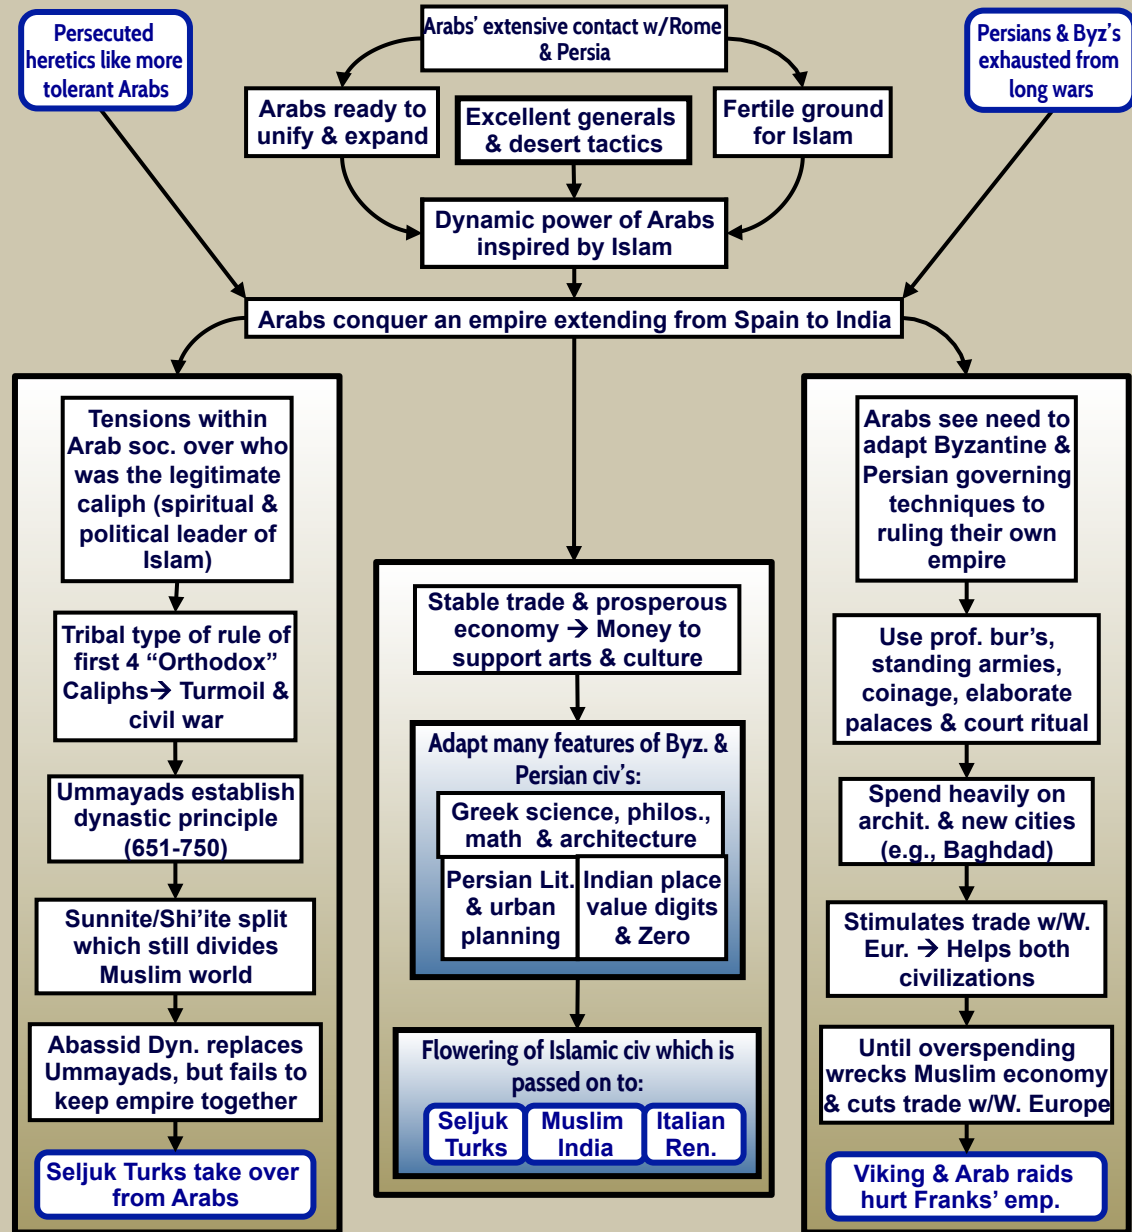 Persecuted
heretics like more
tolerant Arabs
Arabs' extensive contact w/Rome
& Persia
Persians & Byz's
exhausted from
long wars
Arabs ready to
unify & expand
Excellent generals
& desert tactics
Fertile ground
for Islam
Dynamic power of Arabs
inspired by Islam
Arabs conquer an empire extending from Spain to India
Tensions within
Arab soc. over who
was the legitimate
caliph (spiritual &
political leader of
Islam)
Tribal type of rule of
first 4 “Orthodox”
Caliphs→ Turmoil &
civil war
Ummayads establish
dynastic principle
(651-750)
Sunnite/Shi’ite split
which still divides
Muslim world
Abassid Dyn. replaces
Ummayads, but fails to
keep empire together
Seljuk Turks take over
from Arabs
Stable trade & prosperous
economy → Money to
support arts & culture
Adapt many features of Byz. &
Persian civ's:
Greek science, philos.,
math & architecture
Persian Lit.
& urban
planning
Indian place
value digits
& Zero
Flowering of Islamic civ which is
passed on to:
Seljuk
Turks
Muslim
India
Italian
Ren.
Arabs see need to
adapt Byzantine &
Persian governing
techniques to
ruling their own
empire
Use prof. bur’s,
standing armies,
coinage, elaborate
palaces & court ritual
Spend heavily on
archit. & new cities
(e.g., Baghdad)
Stimulates trade w/W.
Eur. → Helps both
civilizations
Until overspending
wrecks Muslim economy
& cuts trade w/W. Europe
Viking & Arab raids
hurt Franks’ emp.